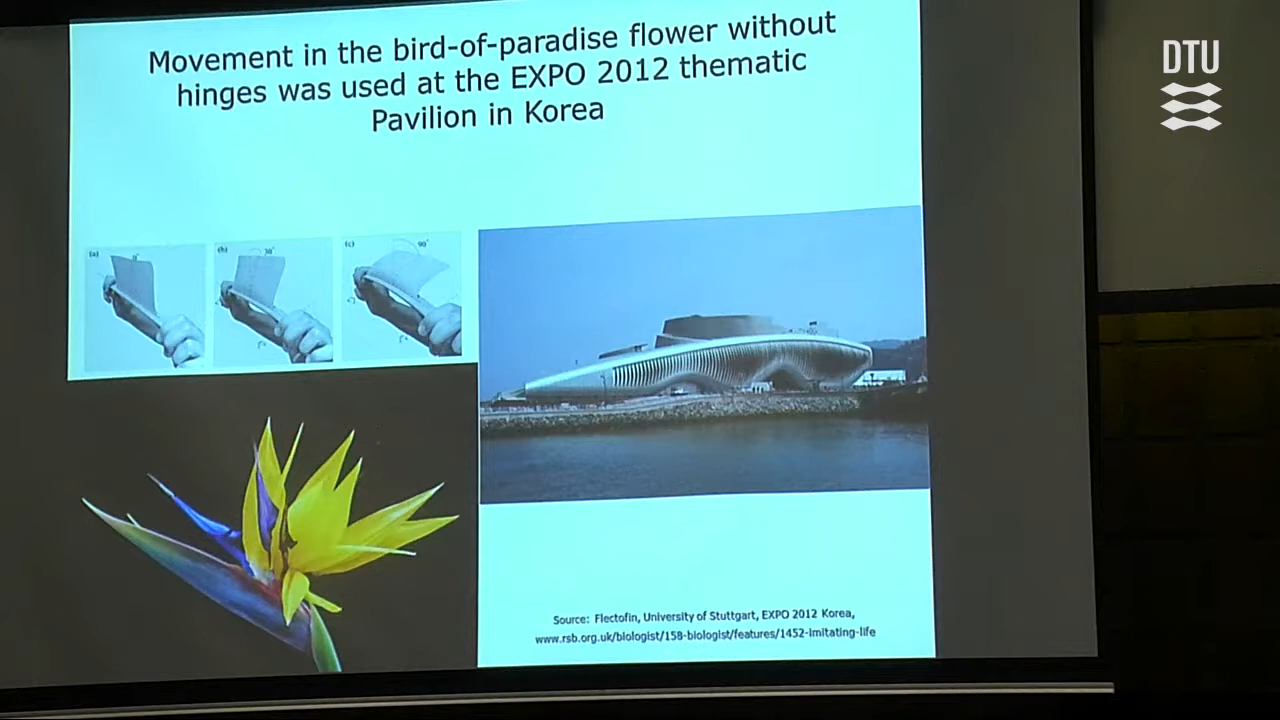 Movement in the bird-of-paradise flower without
hinges was used at the EXPO 2012 thematic
Pavilion in Korea
DTU
(a)
(b) 30°
(c) 90°
Source: Flectofin, University of Stuttgart, EXPO 2012 Korea,
www.rsb.org.uk/biologist/158-biologist/features/1452-imitating-life